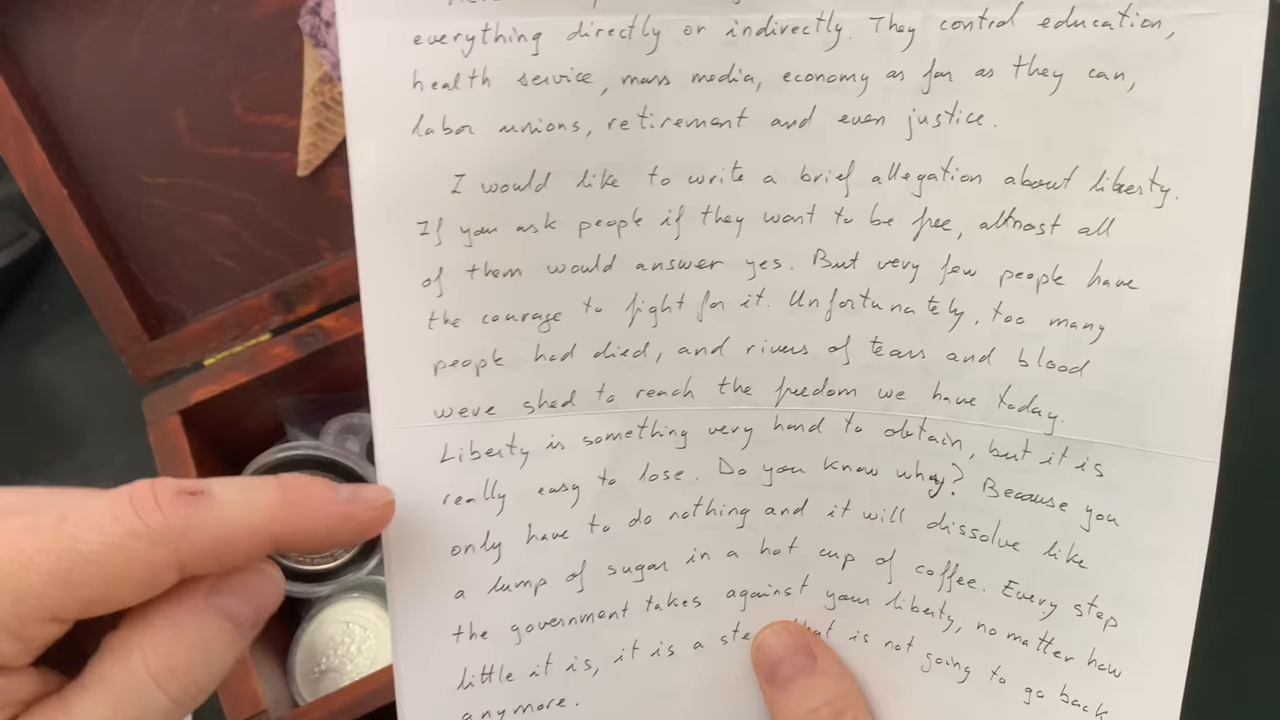 everything directly or indirectly. They control education,
health service, mass media, economy as far as they can,
labor unions, retirement and even justice.
I would like to write a brief allegation about liberty.
If you ask people if they want to be free, almost all
of them would answer yes. But very few people have
the courage to fight for it. Unfortunately, too many
people had died, and rivers of tears and blood
were shed to reach the freedom we have today.
Liberty is something very hard to obtain, but it is
really easy to lose. Do you know why? Because you
only have to do nothing and it will dissolve like
a lump of sugar in a hot cup of coffee. Every step
the government takes against your liberty, no matter how
little it is, it is a is not going to go back
anymore.